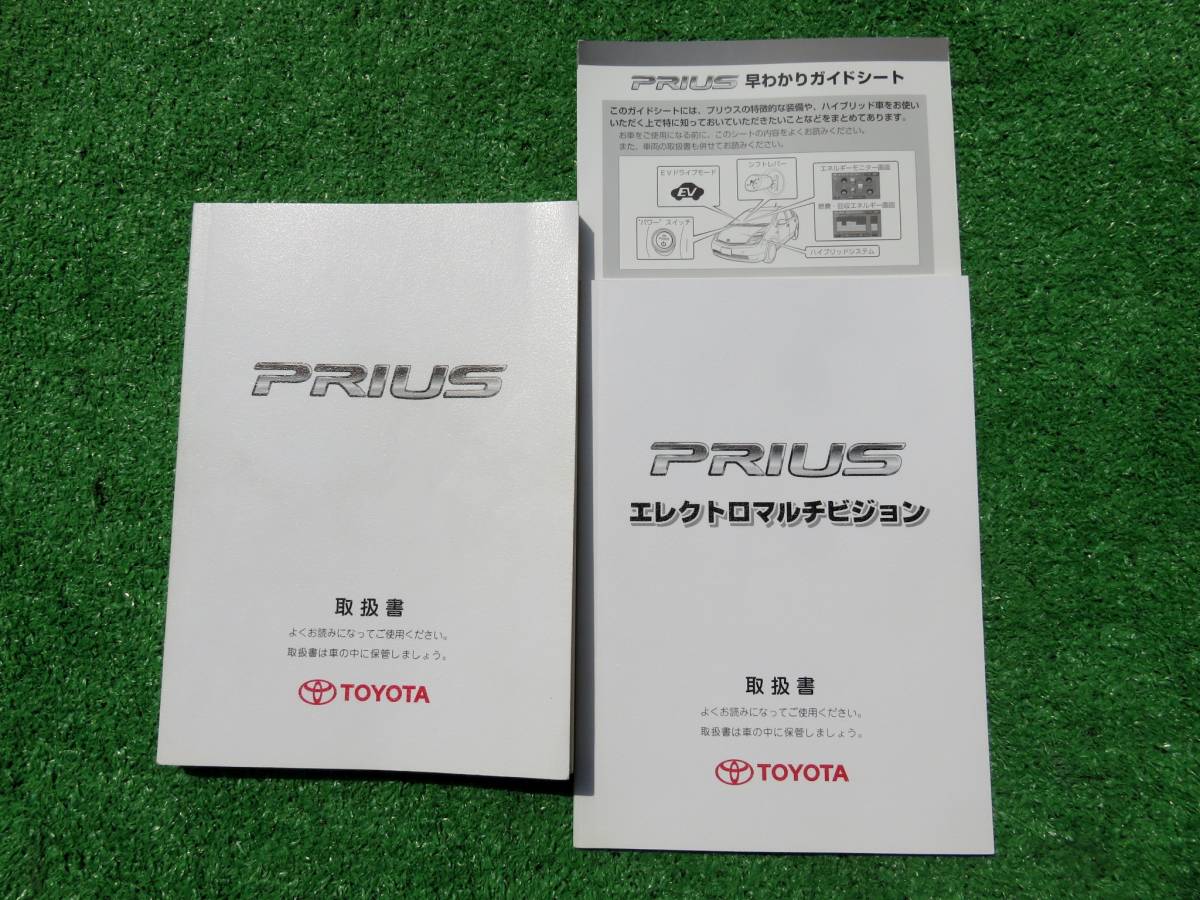 PRIUS
取扱書
よくお読みになってご使用ください。
取扱書は車の中に保管しましょう。
TOYOTA
PRIUS 早わかりガイドシート
このガイドシートには、プリウスの特徴的な装備や、ハイブリッド車をお使い
いただく上で特に知っておいていただきたいことなどをまとめてあります。
お車をご使用になる前に、このシートの内容をよくお読みください。
また、車両の取扱書も併せてお読みください。
シフトレバー
EVドライブモード
エネルギーモニター画面
EV
燃費・回収エネルギー画面
"パワー" スイッチ
POWER
ハイブリッドシステム
PRIUS
エレクトロマルチビジョン
取扱書
よくお読みになってご使用ください。
取扱書は車の中に保管しましょう。
TOYOTA